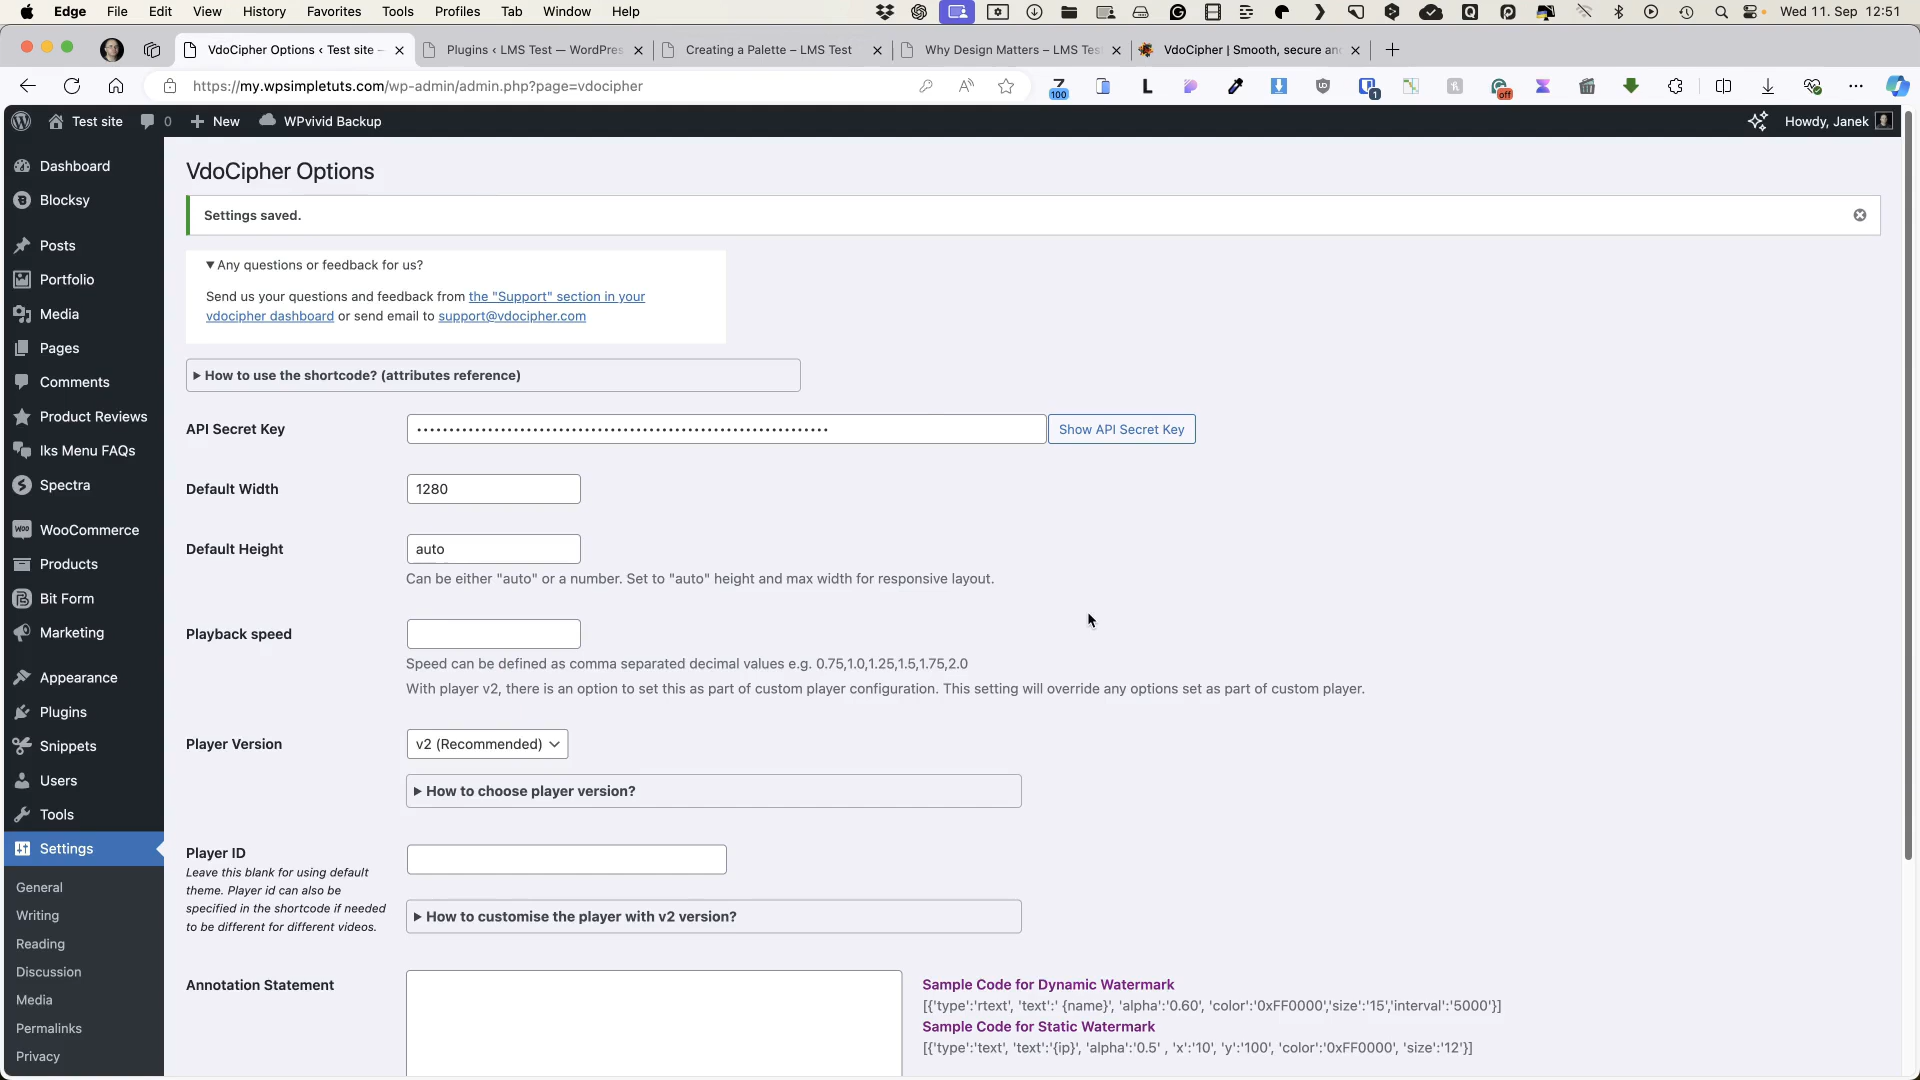 Edge File Edit View History Favorites Tools Profiles Tab Window Help Wed 11. Sep 12:51
VdoCipher Options ‹ Test site – Plugins ‹ LMS Test — WordPres Creating a Palette – LMS Test Why Design Matters – LMS Tes VdoCipher | Smooth, secure an
https://my.wpsimpletuts.com/wp-admin/admin.php?page=vdocipher
100
1
off
Test site 0 New WPvivid Backup Howdy, Janek
Dashboard
Blocksy
Posts
Portfolio
Media
Pages
Comments
Product Reviews
Iks Menu FAQs
Spectra
WooCommerce
Products
Bit Form
Marketing
Appearance
Plugins
Snippets
Users
Tools
Settings
General
Writing
Reading
Discussion
Media
Permalinks
Privacy
VdoCipher Options
Settings saved.
▼ Any questions or feedback for us?
Send us your questions and feedback from the "Support" section in your
vdocipher dashboard or send email to support@vdocipher.com
▶ How to use the shortcode? (attributes reference)
API Secret Key Show API Secret Key
Default Width 1280
Default Height auto
Can be either "auto" or a number. Set to "auto" height and max width for responsive layout.
Playback speed
Speed can be defined as comma separated decimal values e.g. 0.75,1.0,1.25,1.5,1.75,2.0
With player v2, there is an option to set this as part of custom player configuration. This setting will override any options set as part of custom player.
Player Version v2 (Recommended)
▶ How to choose player version?
Player ID
Leave this blank for using default
theme. Player id can also be
specified in the shortcode if needed
to be different for different videos.
▶ How to customise the player with v2 version?
Annotation Statement
Sample Code for Dynamic Watermark
[{'type':'rtext', 'text':' {name}', 'alpha':'0.60', 'color':'0xFF0000','size':'15','interval':'5000'}]
Sample Code for Static Watermark
[{'type':'text', 'text':'{ip}', 'alpha':'0.5' , 'x':'10', 'y':'100', 'color':'0xFF0000', 'size':'12'}]